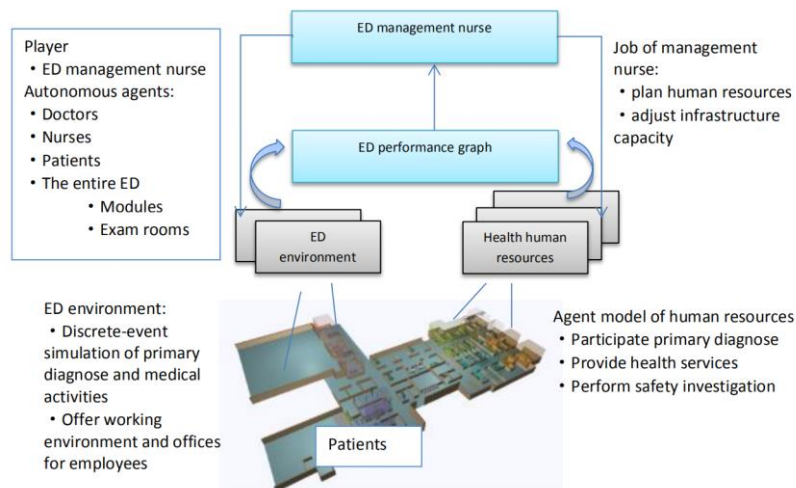 Player
• ED management nurse
Autonomous agents:
• Doctors
• Nurses
• Patients
• The entire ED
• Modules
• Exam rooms
ED management nurse
Job of management
nurse:
• plan human resources
• adjust infrastructure
capacity
ED performance graph
ED
environment
Health human
resources
ED environment:
• Discrete-event
simulation of primary
diagnose and medical
activities
• Offer working
environment and offices
for employees
Patients
Agent model of human resources
• Participate primary diagnose
• Provide health services
• Perform safety investigation